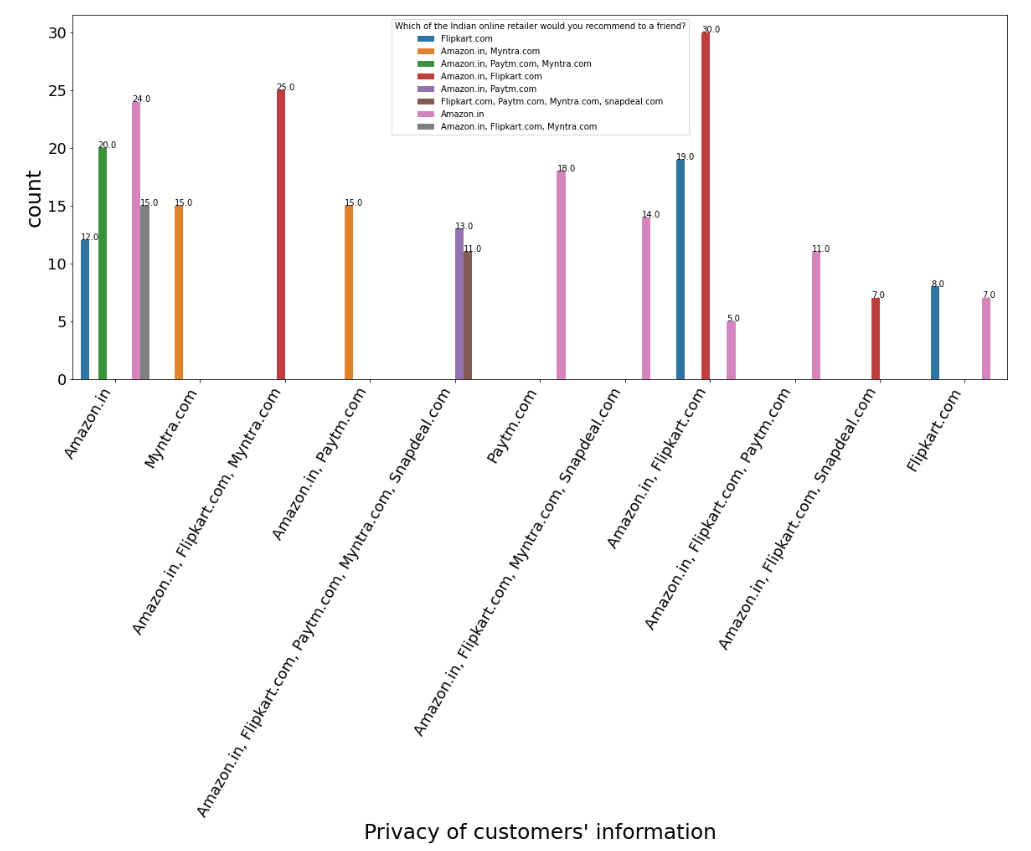 Which of the Indian online retailer would you recommend to a friend?
Flipkart.com
Amazon.in, Myntra.com
Amazon.in, Paytm.com, Myntra.com
Amazon.in, Flipkart.com
Amazon.in, Paytm.com
Flipkart.com, Paytm.com, Myntra.com, snapdeal.com
Amazon.in
Amazon.in, Flipkart.com, Myntra.com
count
30
25
20
15
10
5
0
12.0
20.0
24.0
15.0
15.0
25.0
15.0
13.0
11.0
18.0
14.0
19.0
30.0
5.0
11.0
7.0
8.0
7.0
Amazon.in
Myntra.com
Amazon.in, Flipkart.com, Myntra.com
Amazon.in, Paytm.com
Amazon.in, Flipkart.com, Paytm.com, Myntra.com, Snapdeal.com
Paytm.com
Amazon.in, Flipkart.com, Myntra.com, Snapdeal.com
Amazon.in, Flipkart.com
Amazon.in, Flipkart.com, Paytm.com
Amazon.in, Flipkart.com, Snapdeal.com
Flipkart.com
Privacy of customers' information